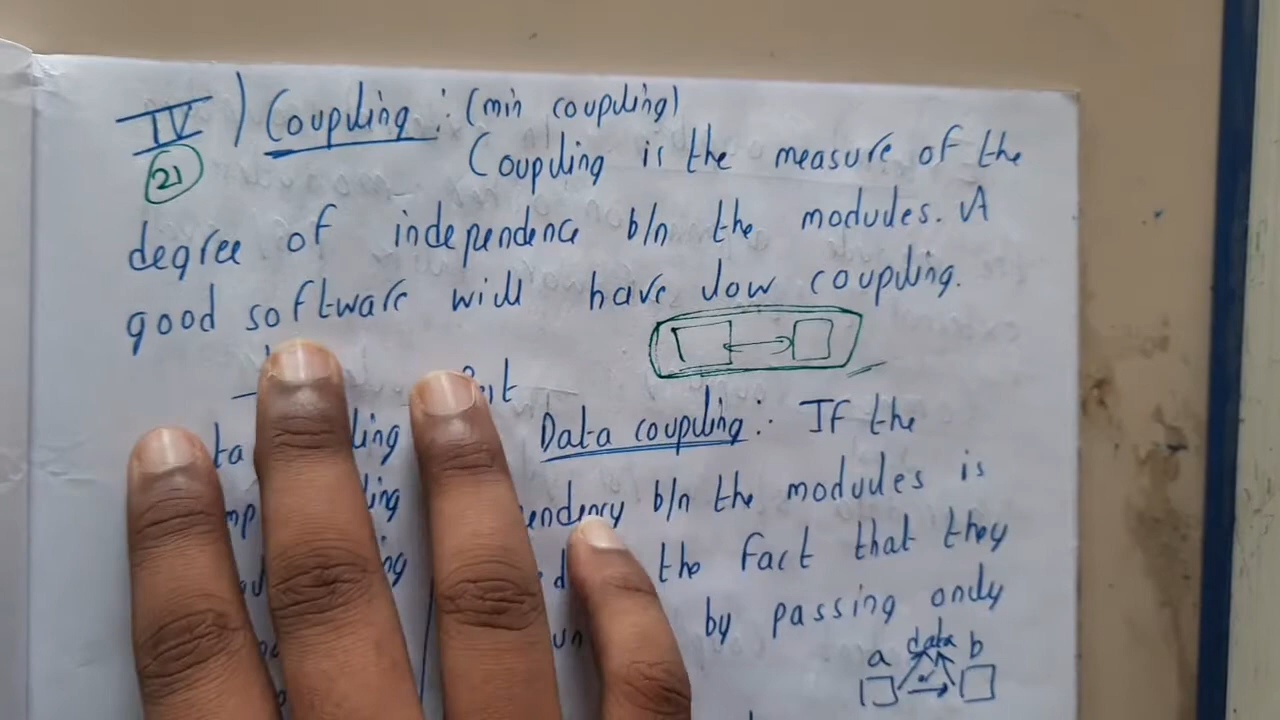 IV) Coupling : (min coupling)
21
Coupling is the measure of the
degree of independence b/n the modules. A
good software will have low coupling.
Data coupling :- If the
b/n the modules is
the fact that they
by passing only
a data b